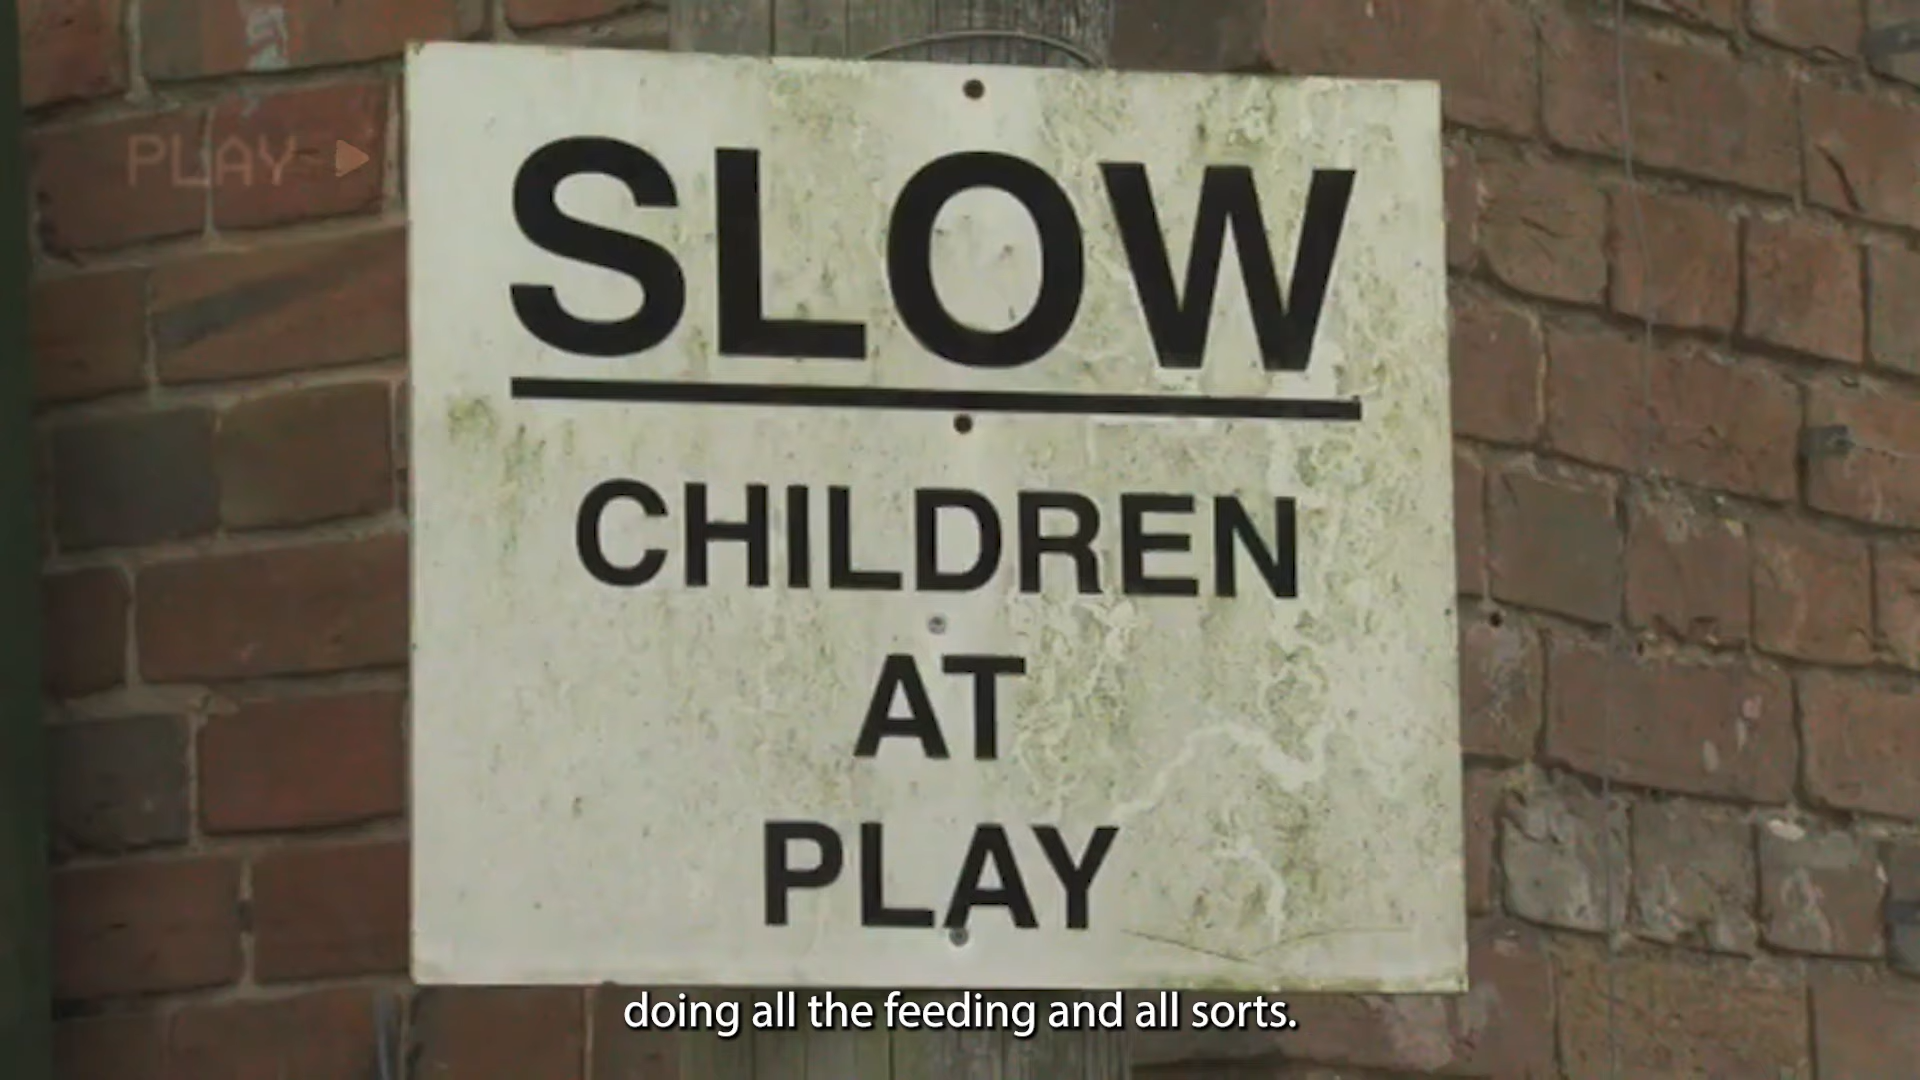 PLAY
SLOW
CHILDREN
AT
PLAY
doing all the feeding and all sorts.